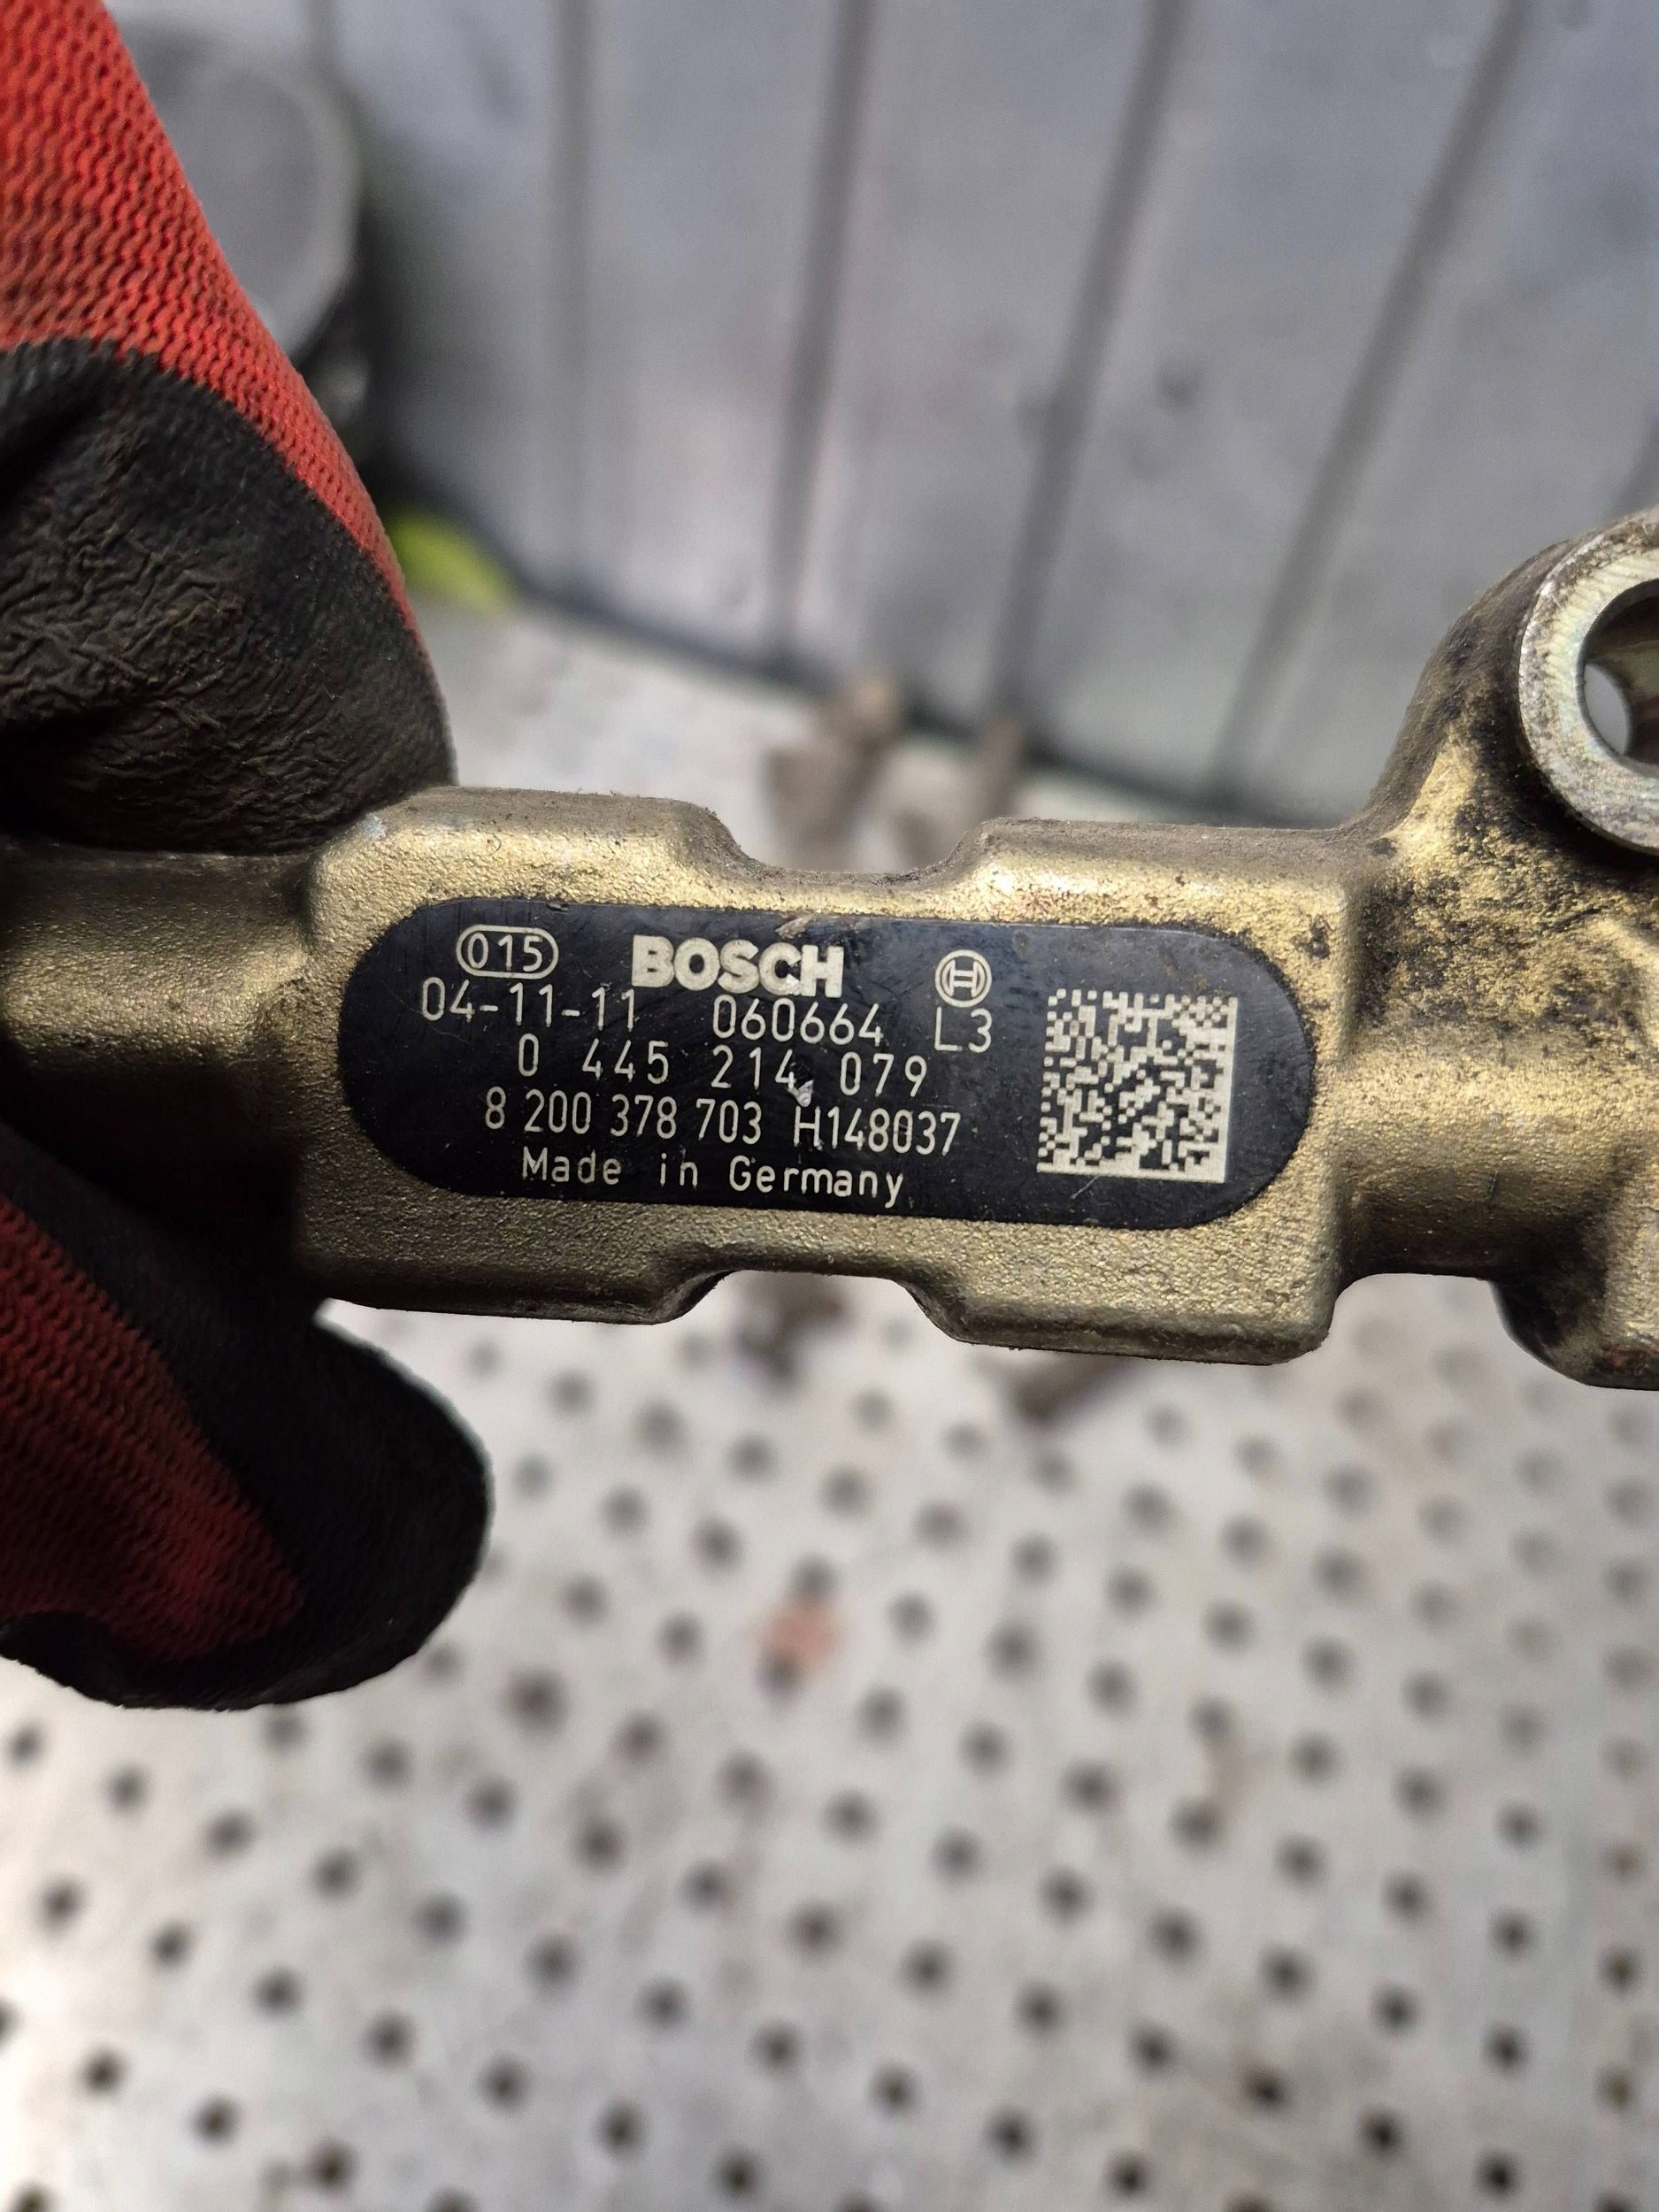 015 BOSCH
04-11-11 060664 L3
0 445 214 079
8 200 378 703 H148037
Made in Germany